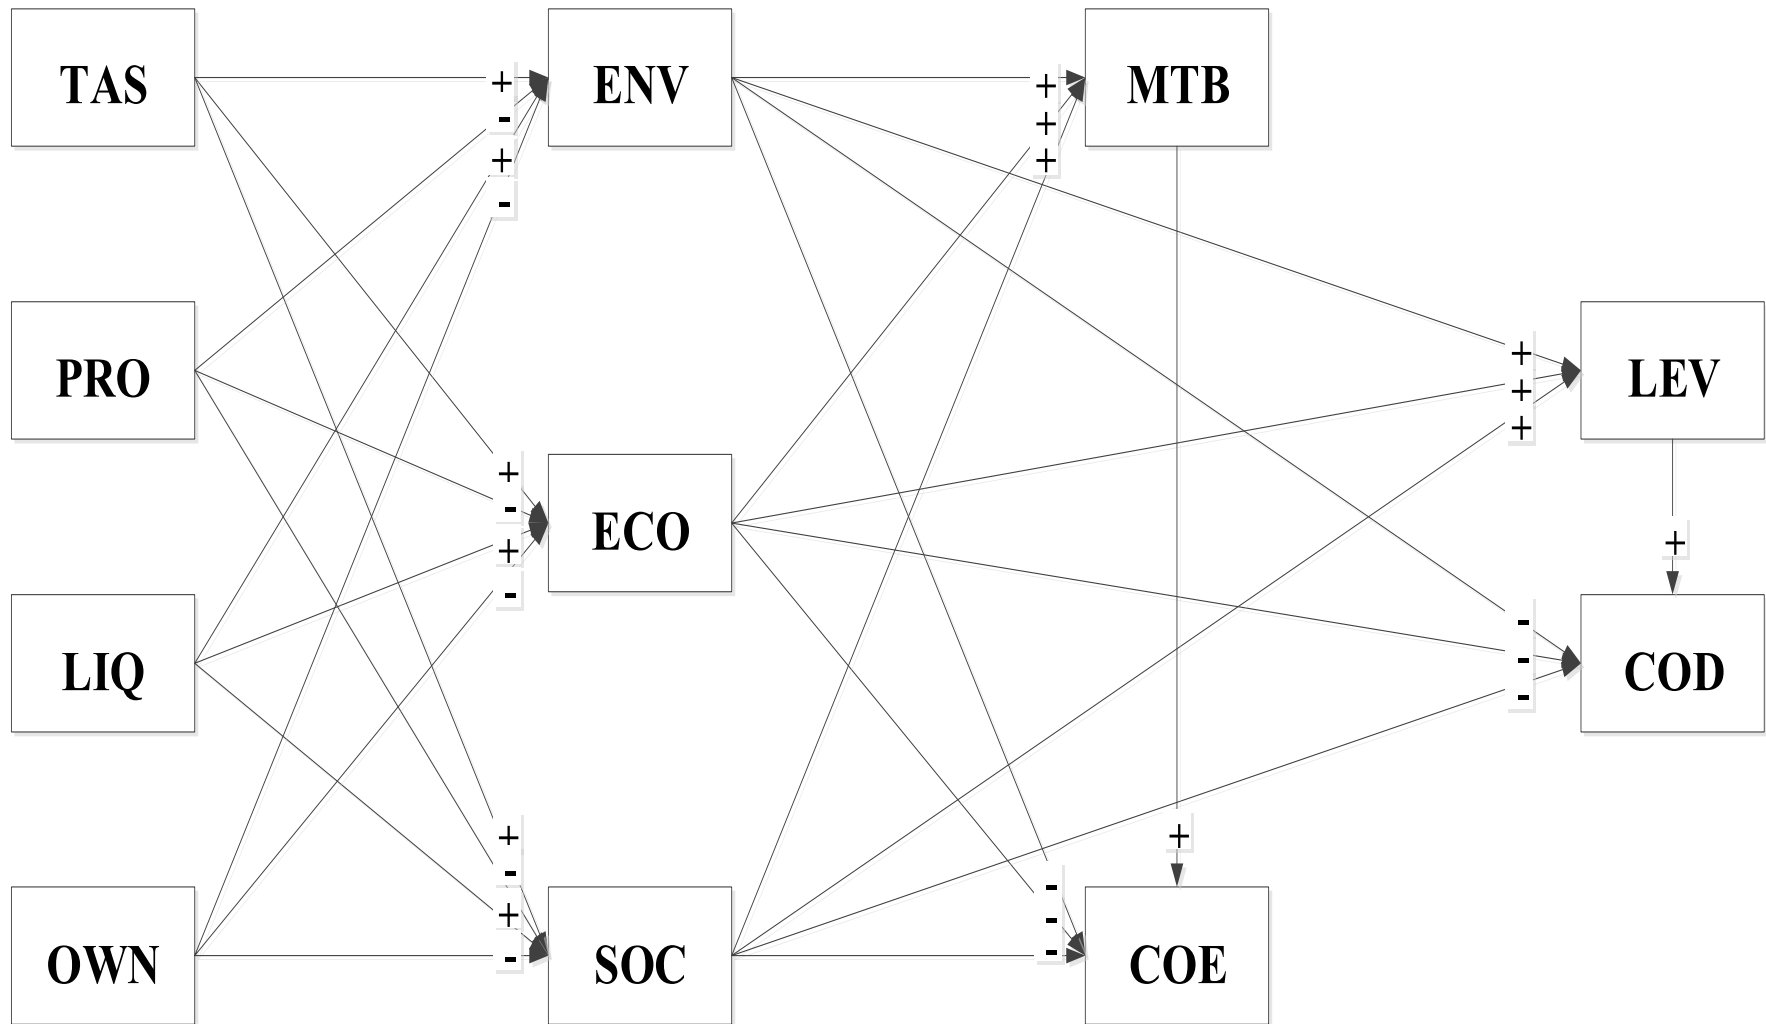 TAS
ENV
MTB
+
-
+
-
+
+
+
PRO
LEV
+
+
+
ECO
+
-
+
-
+
LIQ
COD
-
-
-
OWN
SOC
COE
+
-
+
-
+
-
-
-